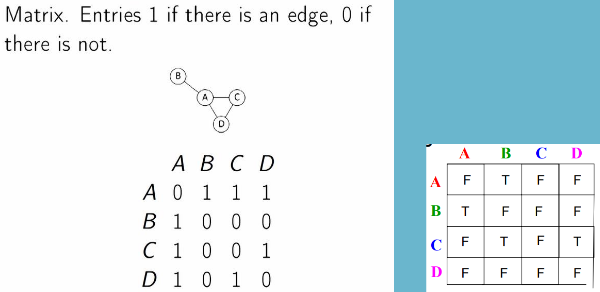 Matrix. Entries 1 if there is an edge, 0 if
there is not.
B
A C
D
A B C D
A 0 1 1 1
B 1 0 0 0
C 1 0 0 1
D 1 0 1 0
A B C D
A F T F F
B T F F F
C F T F T
D F F F F